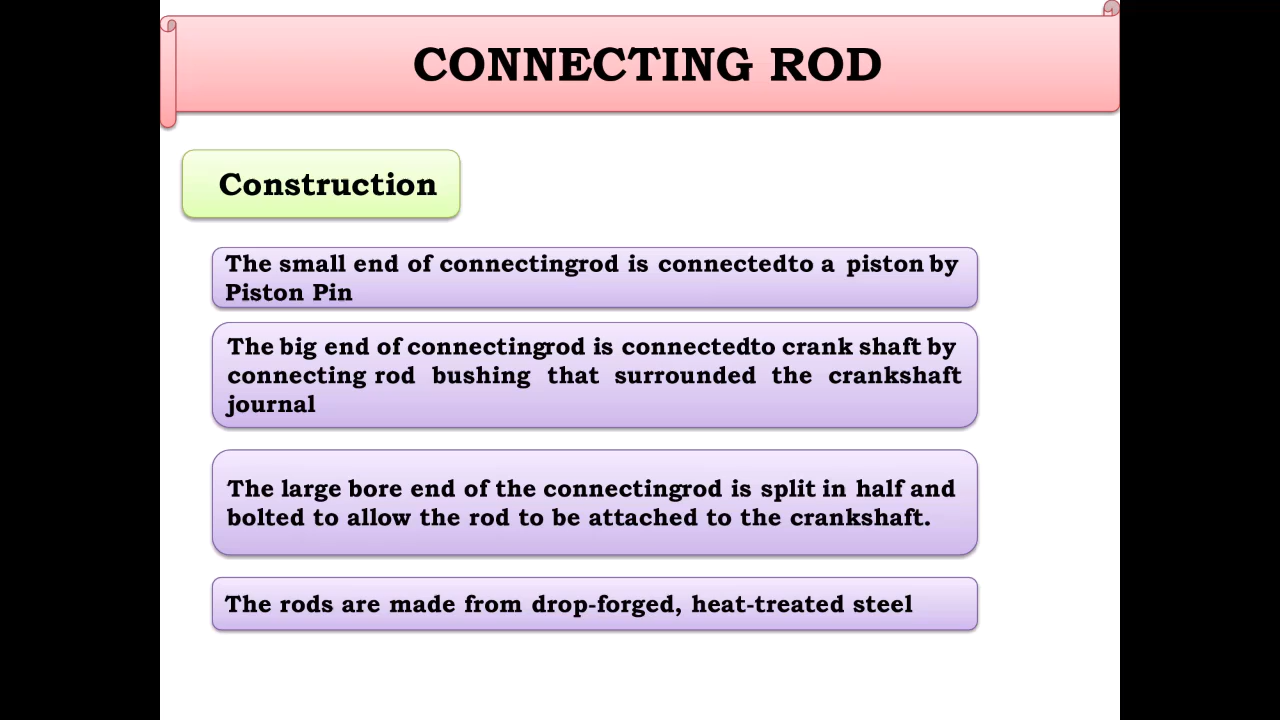 CONNECTING ROD
Construction
The small end of connectingrod is connectedto a piston by
Piston Pin
The big end of connectingrod is connectedto crank shaft by
connecting rod bushing that surrounded the crankshaft
journal
The large bore end of the connectingrod is split in half and
bolted to allow the rod to be attached to the crankshaft.
The rods are made from drop-forged, heat-treated steel